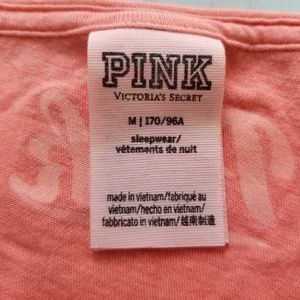 PINK
VICTORIA'S SECRET
M | 170/96A
sleepwear/
vêtements de nuit
made in vietnam/fabriqué au
vietnam/hecho en vietnam/
fabbricato in vietnam/越南制造